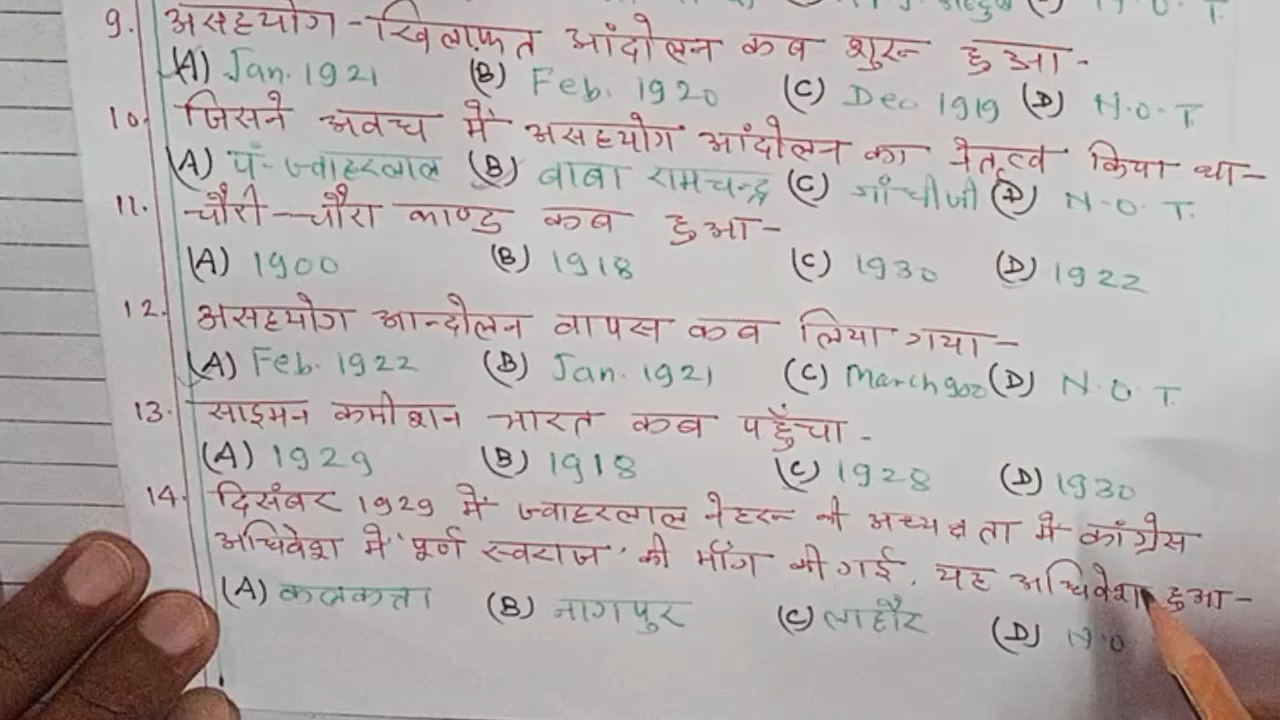 N.O.T.
9. असहयोग-खिलाफत आंदोलन कब शुरू हुआ -
(A) Jan. 1921 (B) Feb. 1920 (C) Dec. 1919 (D) N.O.T.
10. जिसने अवध में असहयोग आंदोलन का नेतृत्व किया था-
(A) पं. ज्वाहरलाल (B) बाबा रामचन्द्र (C) गाँधीजी (D) N.O.T.
11. चौरी-चौरा काण्ड कब हुआ-
(A) 1900 (B) 1918 (C) 1930 (D) 1922
12. असहयोग आन्दोलन वापस कब लिया गया-
(A) Feb. 1922 (B) Jan. 1921 (C) March (D) N.O.T.
13. साइमन कमीशन भारत कब पहुँचा -
(A) 1929 (B) 1918 (C) 1928 (D) 1930
14. दिसंबर 1929 में ज्वाहरलाल नेहरू की अध्यक्षता में कांग्रेस
अधिवेश में 'पूर्ण स्वराज' की माँग की गई. यह अधिवेश हुआ-
(A) कलकत्ता (B) नागपुर (C) लाहौर (D) N.O